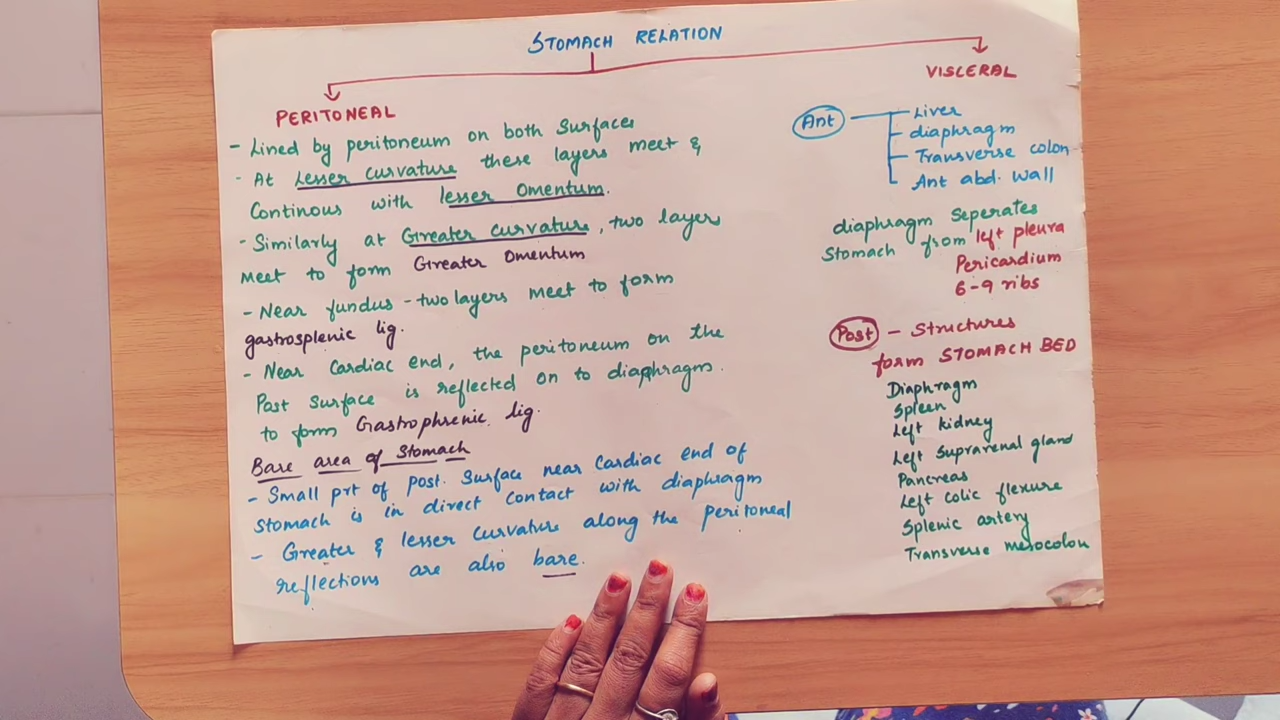 STOMACH RELATION
PERITONEAL
- Lined by peritoneum on both surfaces
- At Lesser curvature these layers meet &
Continous with lesser Omentum.
- Similarly at Greater curvature, two layers
meet to form Greater Omentum
- Near fundus - two layers meet to form
gastrosplenic lig.
- Near Cardiac end, the peritoneum on the
Post surface is reflected on to diaphragm.
to form Gastrophrenic lig.
Bare area of Stomach
- Small prt of post. Surface near Cardiac end of
Stomach is in direct Contact with diaphragm
- Greater & lesser Curvature along the peritoneal
reflections are also bare.
VISCERAL
Ant
Liver
diaphragm
Transverse colon
Ant abd. wall
diaphragm Seperates
Stomach from left pleura
Pericardium
6-9 ribs
Post - Structures
form STOMACH BED
Diaphragm
Spleen
Left kidney
Left Supravenal gland
Pancreas
Left colic flexure
Splenic artery
Transverse mesocolon